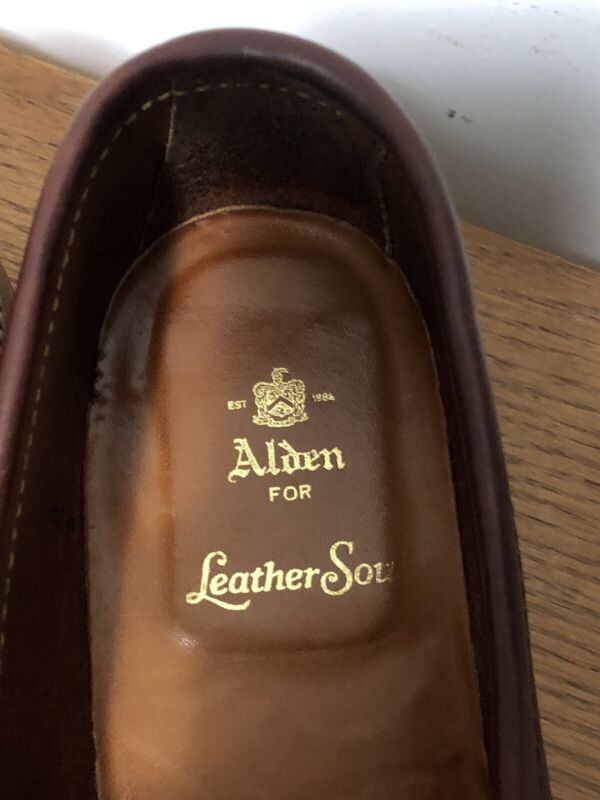 EST 1884
Alden
FOR
Leather Sou